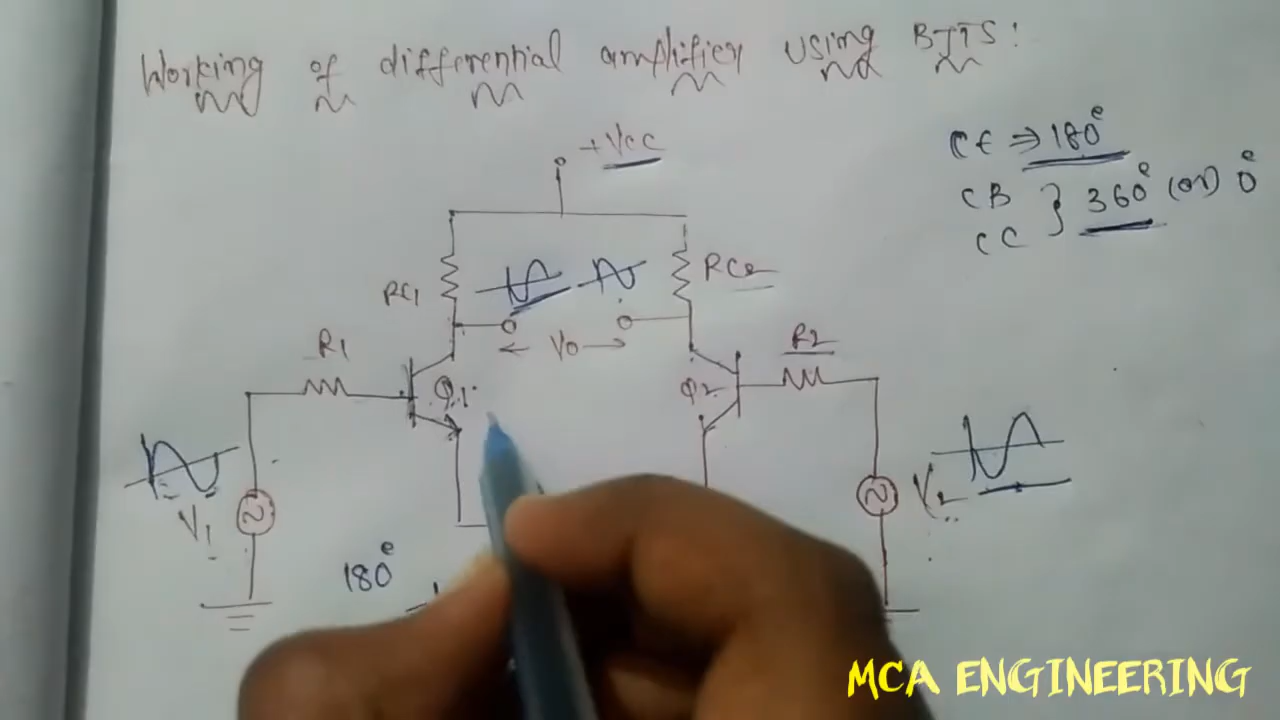 Working of differential amplifier using BJTS:
+VCC
CE ⇒ 180°
CB } 360° (or) 0°
CC
RC1
RC2
R1
VO
R2
Q1
Q2
V1
V2
180°
MCA ENGINEERING